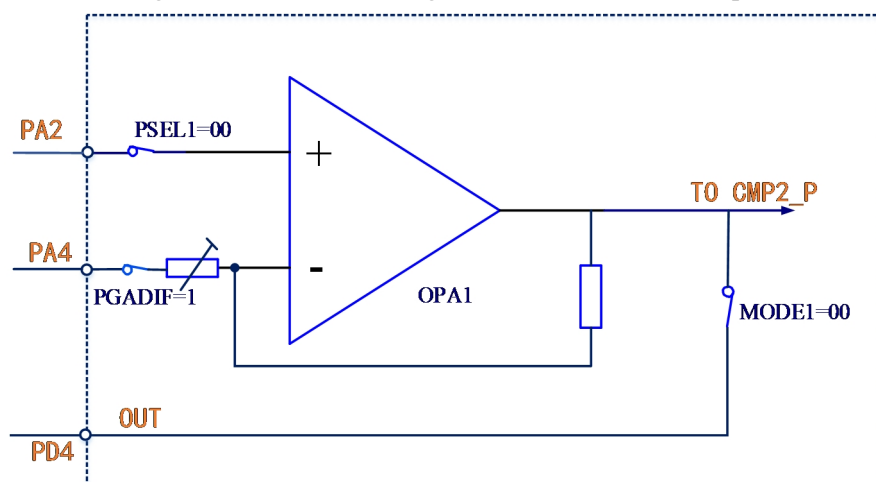 PA2
PSEL1=00
+
TO CMP2_P
PA4
PGADIF=1
-
OPA1
MODE1=00
OUT
PD4